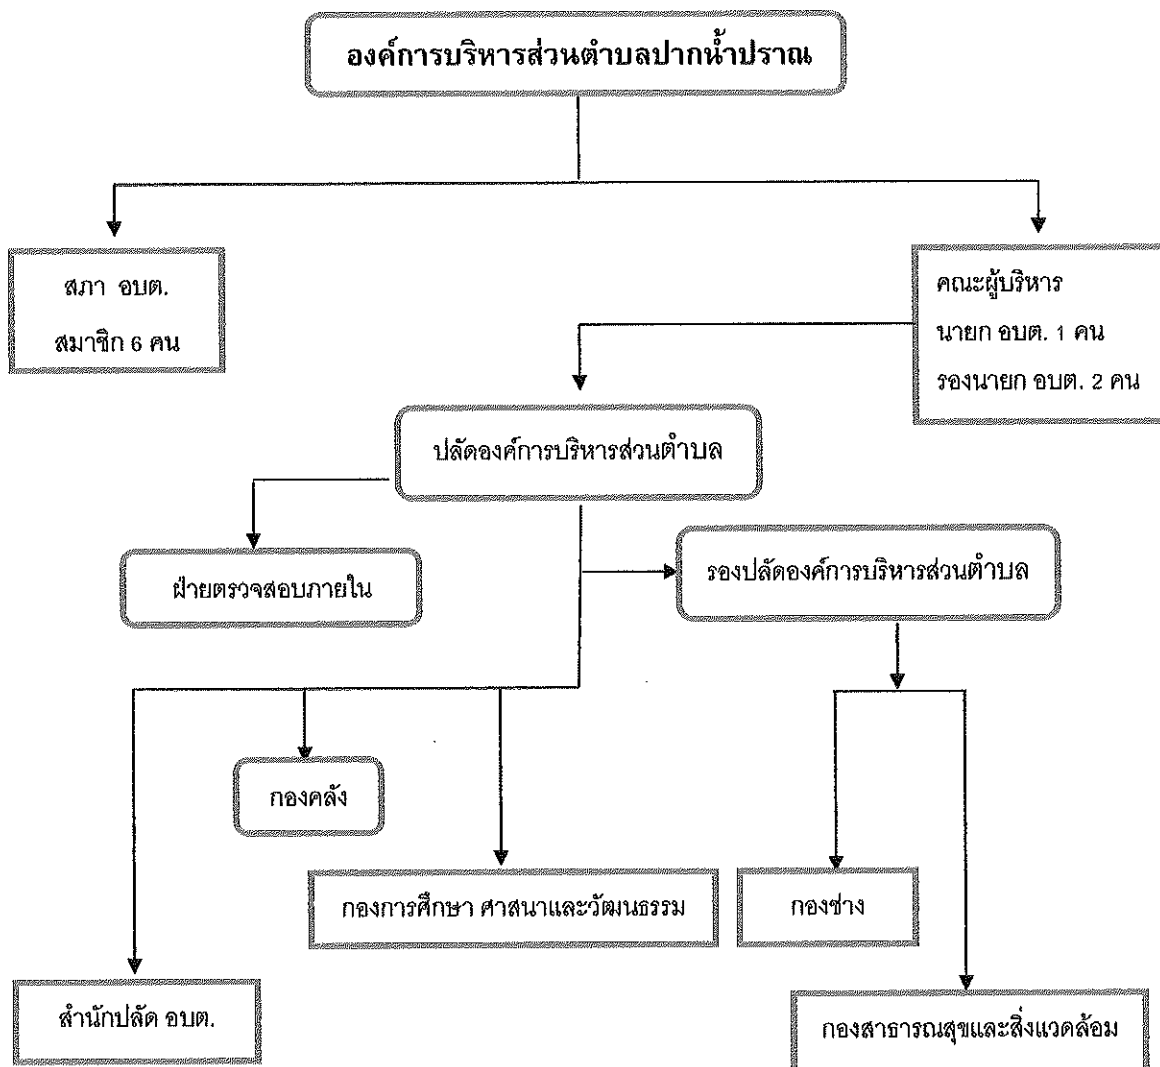 องค์การบริหารส่วนตำบลปากน้ำปราณ
สภา อบต.
สมาชิก 6 คน
คณะผู้บริหาร
นายก อบต. 1 คน
รองนายก อบต. 2 คน
ปลัดองค์การบริหารส่วนตำบล
ฝ่ายตรวจสอบภายใน
รองปลัดองค์การบริหารส่วนตำบล
กองคลัง
กองการศึกษา ศาสนาและวัฒนธรรม
กองช่าง
สำนักปลัด อบต.
กองสาธารณสุขและสิ่งแวดล้อม